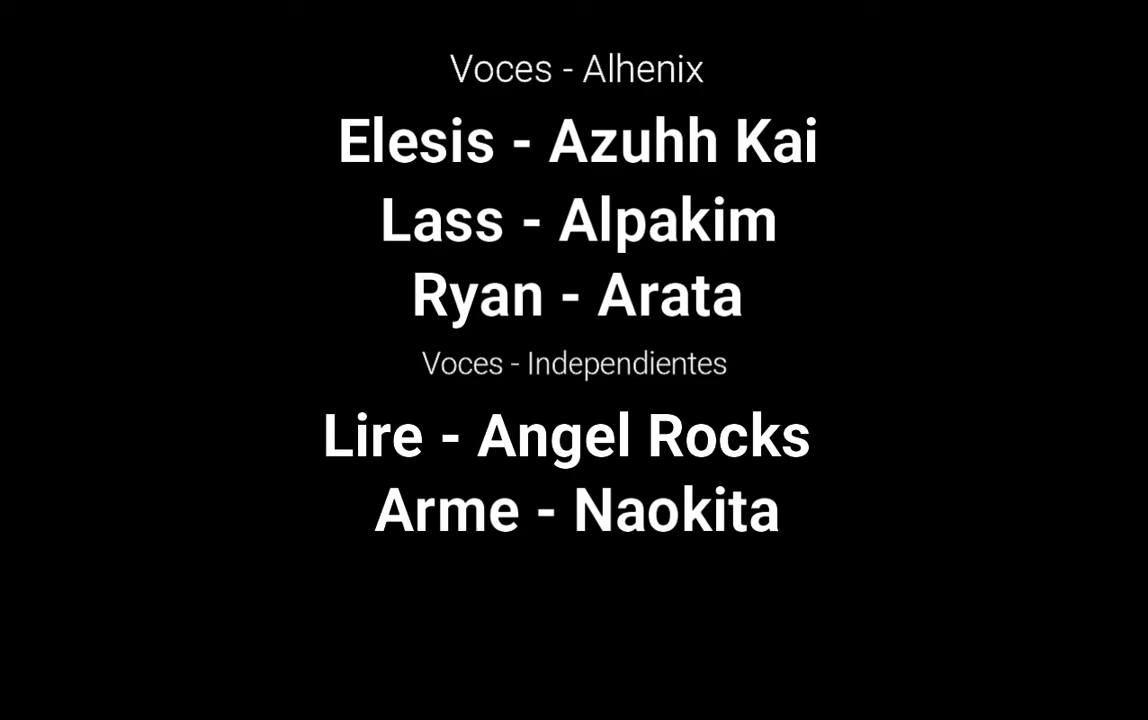 Voces - Alhenix
Elesis - Azuhh Kai
Lass - Alpakim
Ryan - Arata
Voces - Independientes
Lire - Angel Rocks
Arme - Naokita